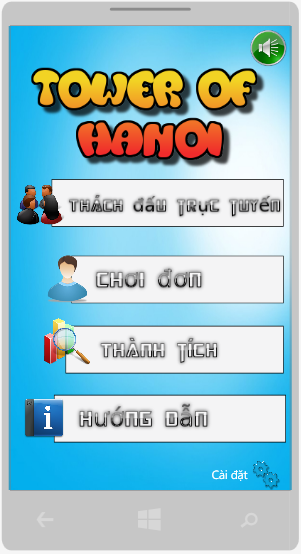 TOWER OF
HANOI
THÁCH ĐẤU TRỰC TUYẾN
CHƠI ĐƠN
THÀNH TÍCH
HƯỚNG DẪN
Cài đặt